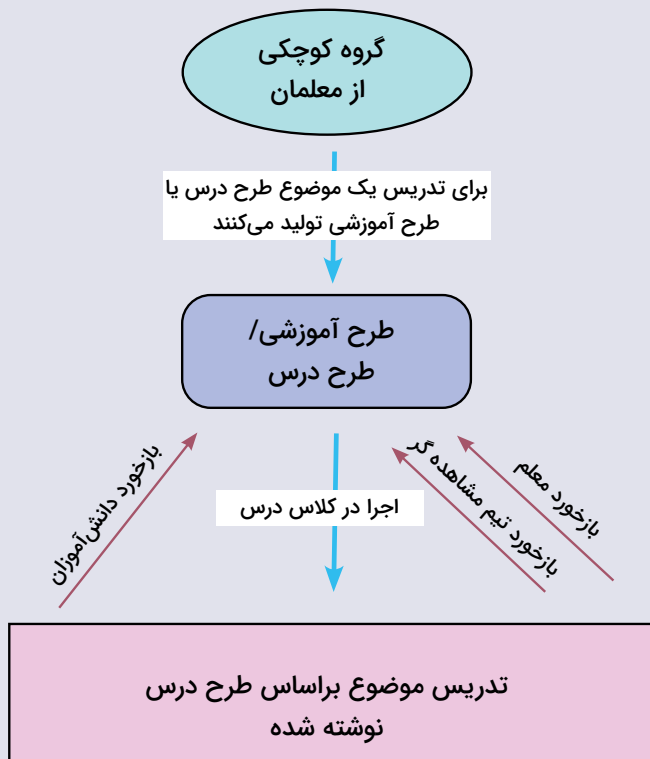 گروه کوچکی
از معلمان
برای تدریس یک موضوع طرح درس یا
طرح آموزشی تولید می‌کنند
طرح آموزشی/
طرح درس
بازخورد معلم
بازخورد تیم مشاهده گر
اجرا در کلاس درس
بازخورد دانش‌آموزان
تدریس موضوع براساس طرح درس
نوشته شده